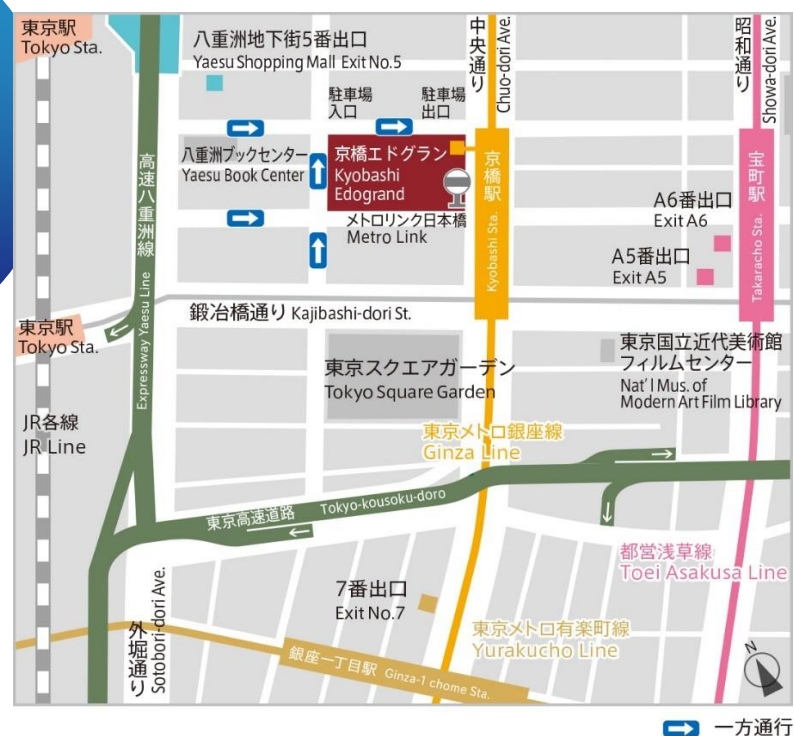 東京駅
Tokyo Sta.
八重洲地下街5番出口
Yaesu Shopping Mall Exit No.5
中央通り
Chuo-dori Ave.
昭和通り
Showa-dori Ave.
駐車場
入口
駐車場
出口
高速八重洲線
Expressway Yaesu Line
八重洲ブックセンター
Yaesu Book Center
京橋エドグラン
Kyobashi
Edogrand
京橋駅
Kyobashi Sta.
宝町駅
Takaracho Sta.
メトロリンク日本橋
Metro Link
A6番出口
Exit A6
A5番出口
Exit A5
鍛冶橋通り Kajibashi-dori St.
東京駅
Tokyo Sta.
東京スクエアガーデン
Tokyo Square Garden
東京国立近代美術館
フィルムセンター
Nat'l Mus. of
Modern Art Film Library
JR各線
JR Line
東京メトロ銀座線
Ginza Line
東京高速道路 Tokyo-kousoku-doro
都営浅草線
Toei Asakusa Line
7番出口
Exit No.7
外堀通り
Sotobori-dori Ave.
東京メトロ有楽町線
Yurakucho Line
銀座一丁目駅 Ginza-1 chome Sta.
N
一方通行